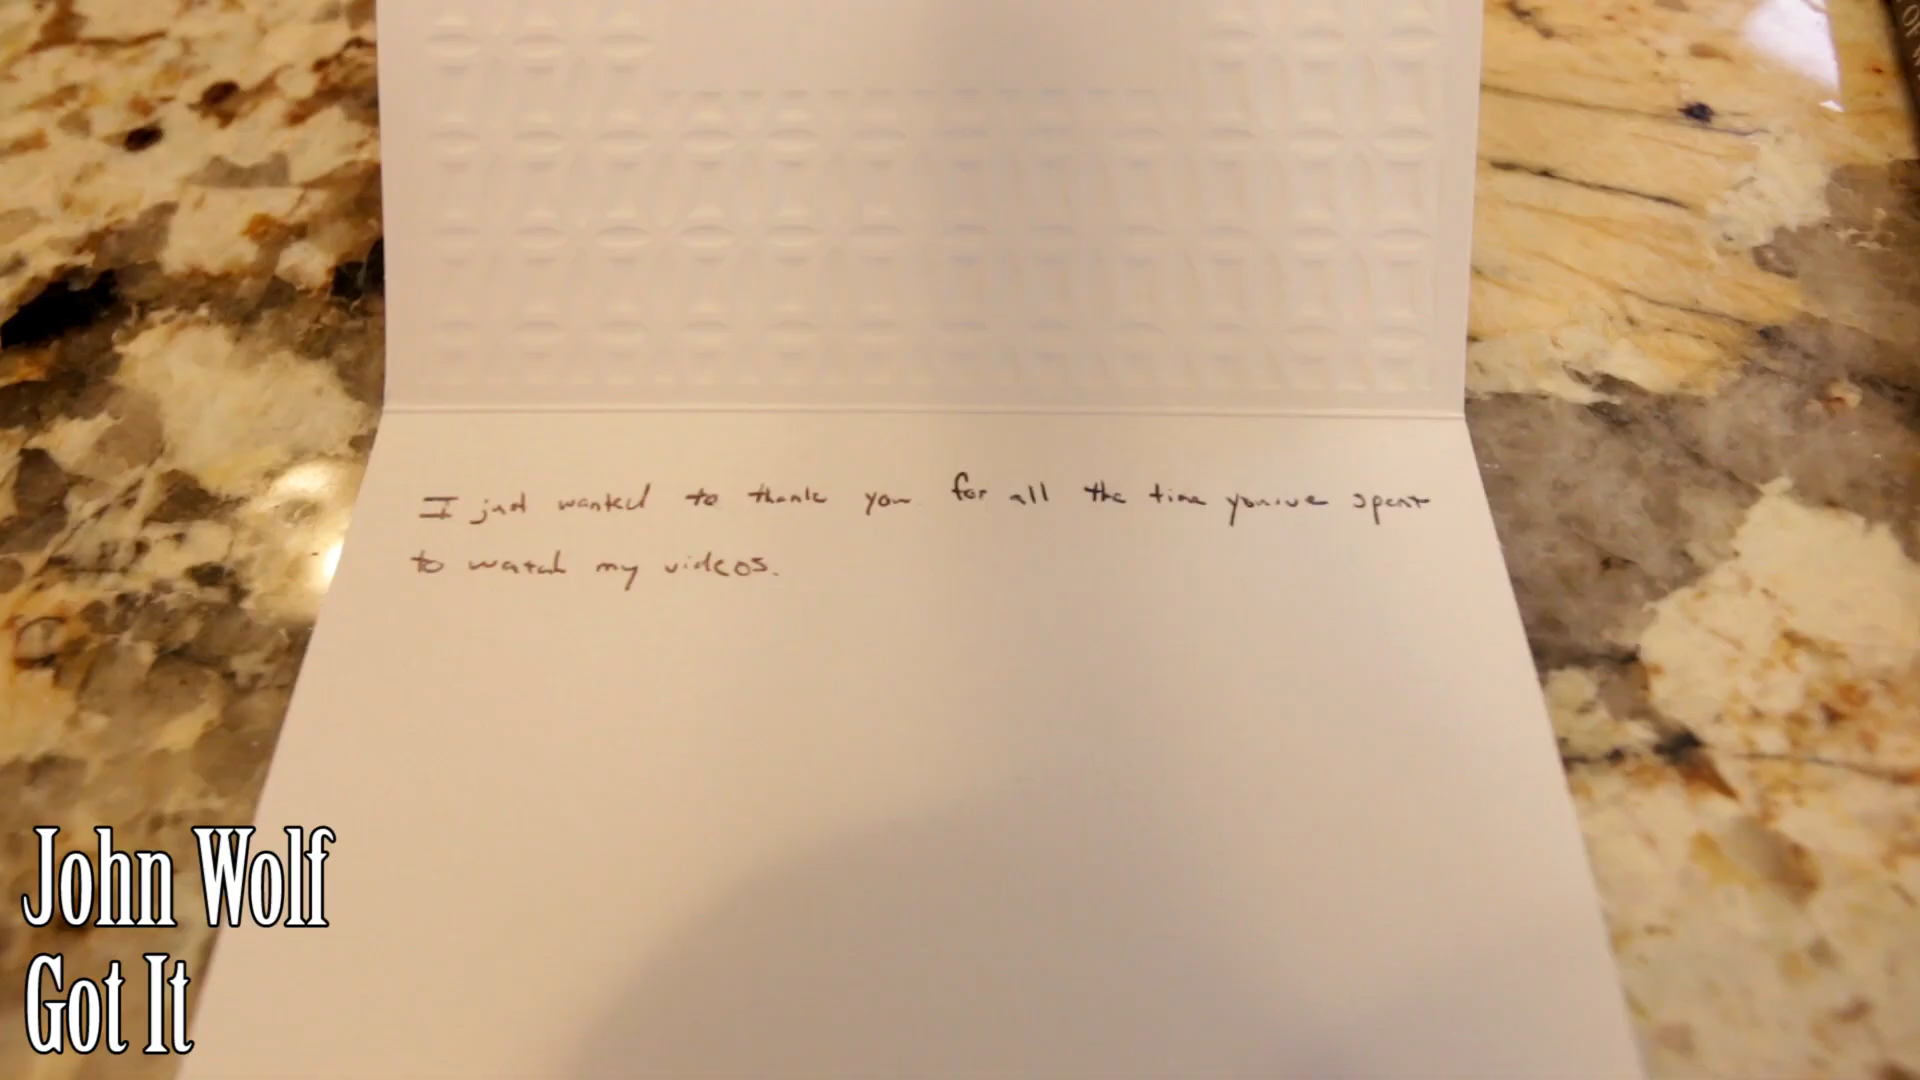 I just wanted to thank you for all the time you've spent
to watch my videos.
John Wolf
Got It